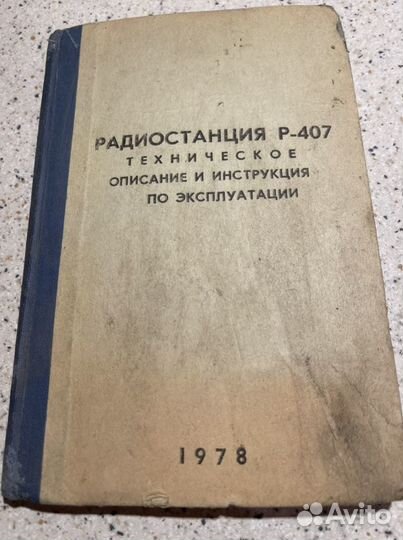 РАДИОСТАНЦИЯ Р-407
ТЕХНИЧЕСКОЕ
ОПИСАНИЕ И ИНСТРУКЦИЯ
ПО ЭКСПЛУАТАЦИИ
1978
Avito